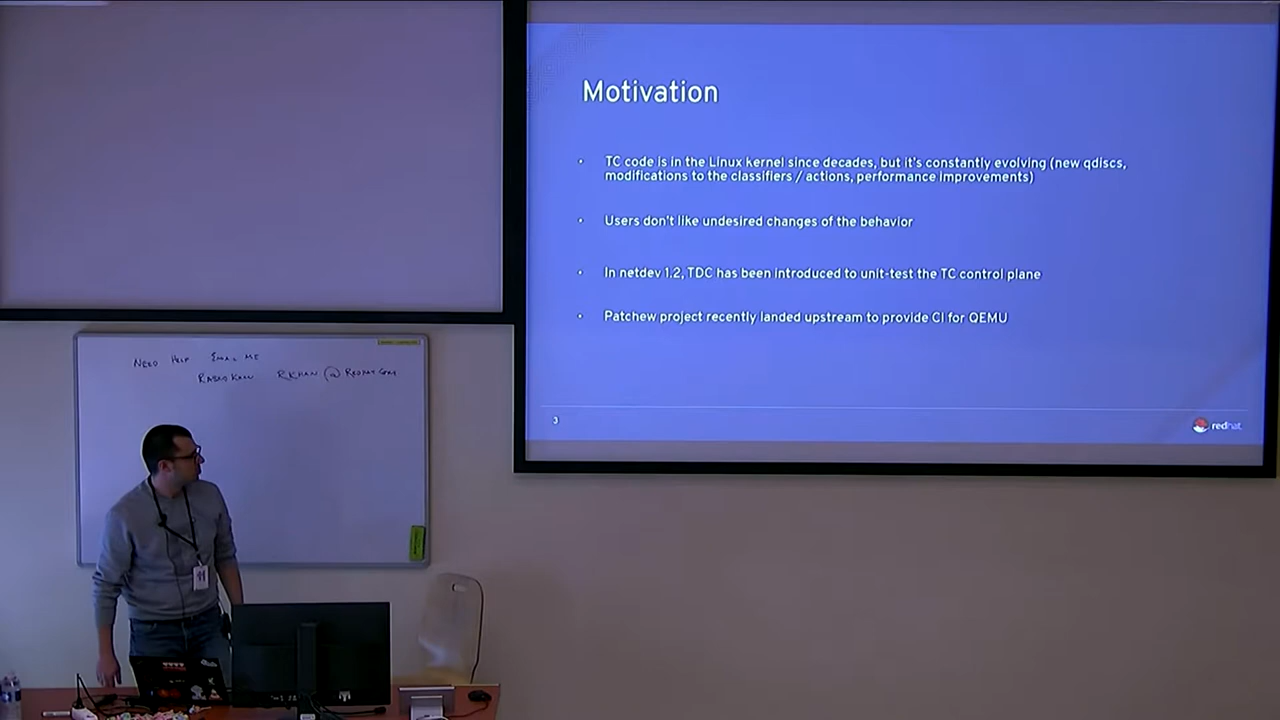 Motivation
• TC code is in the Linux kernel since decades, but it's constantly evolving (new qdiscs,
modifications to the classifiers / actions, performance improvements)
• Users don't like undesired changes of the behavior
• In netdev 1.2, TDC has been introduced to unit-test the TC control plane
• Patchew project recently landed upstream to provide CI for QEMU
3
redhat
NEED HELP EMAIL ME
RKHAN @ REDHAT.COM